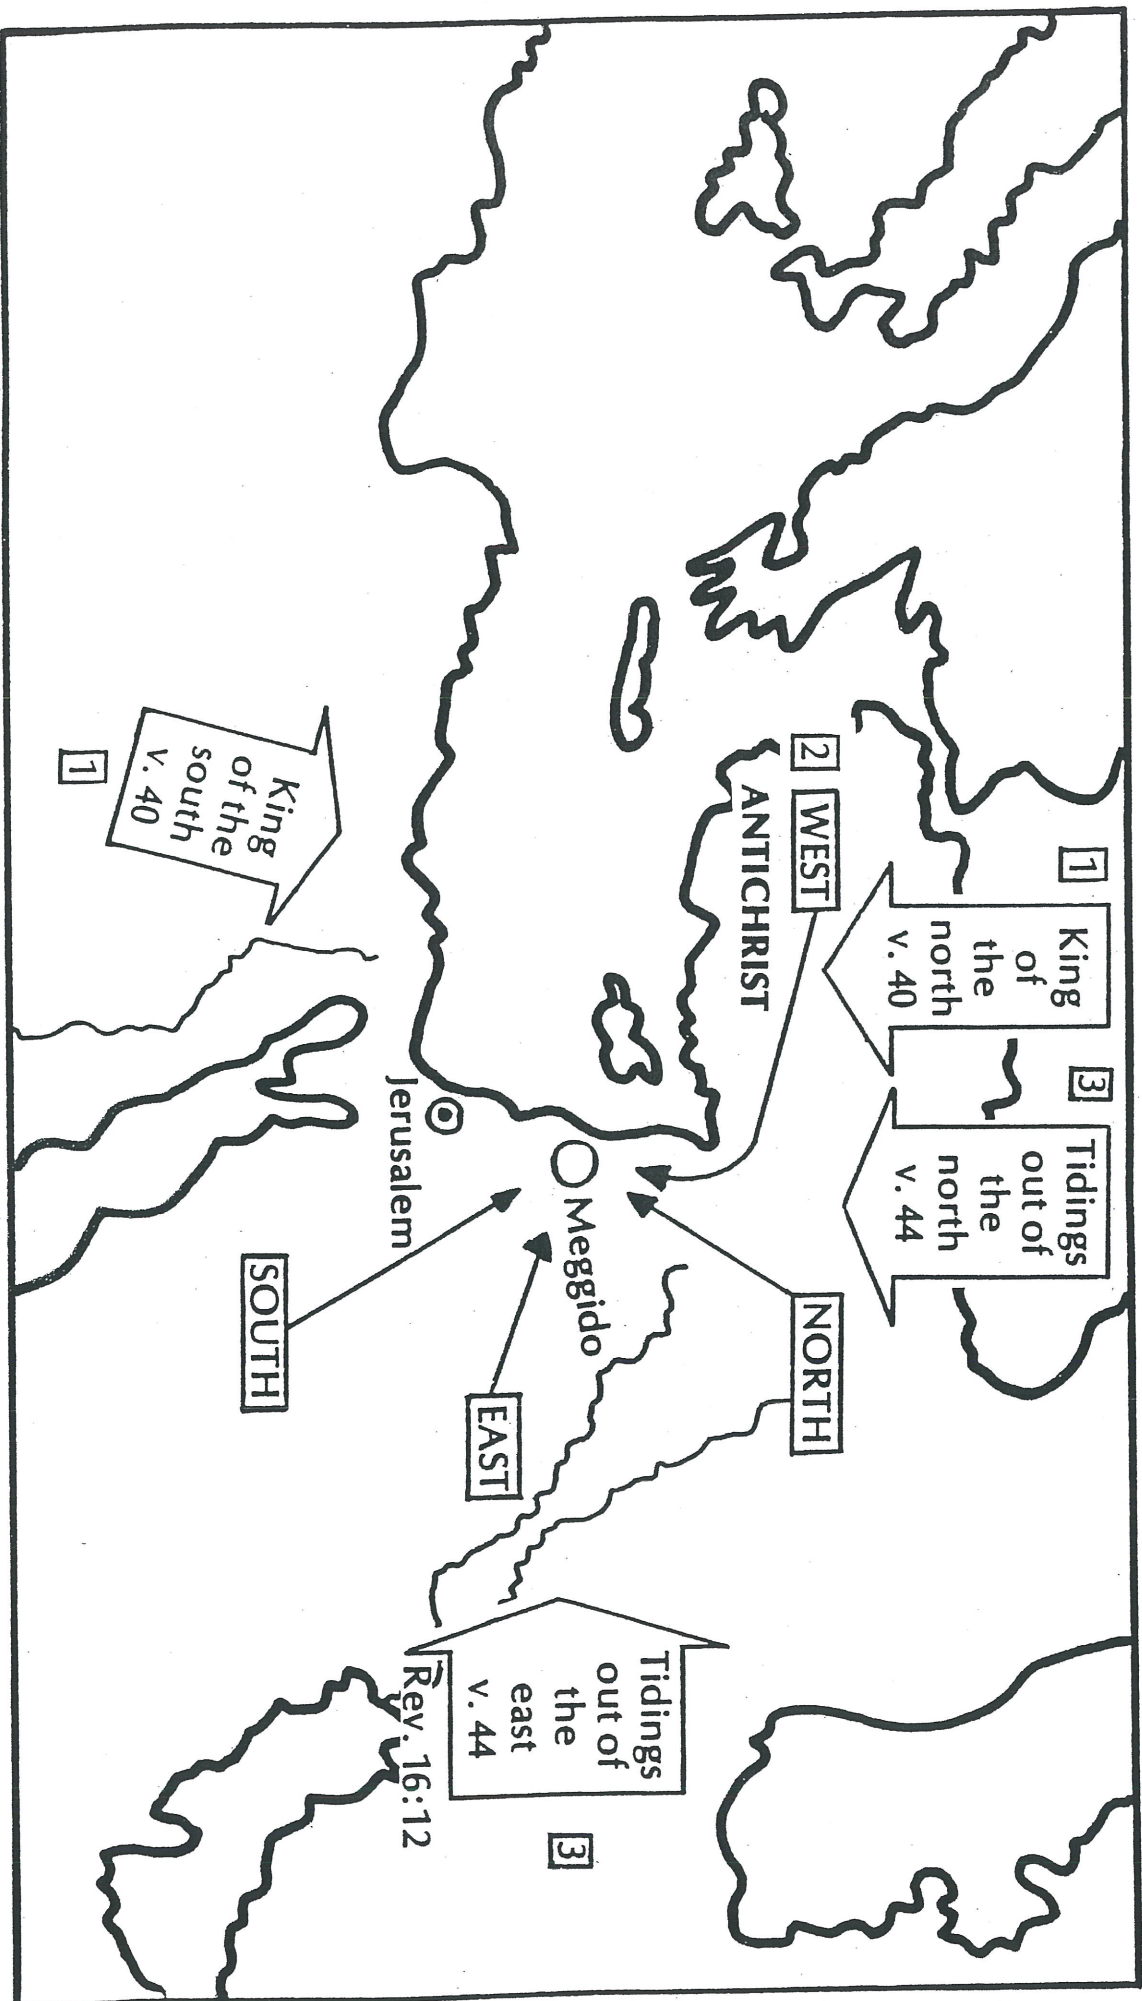 1
King
of
the
north
v. 40
3
Tidings
out of
the
north
v. 44
2
WEST
ANTICHRIST
NORTH
Meggido
Jerusalem
EAST
SOUTH
Tidings
out of
the
east
v. 44
3
Rev. 16:12
King
of the
south
v. 40
1